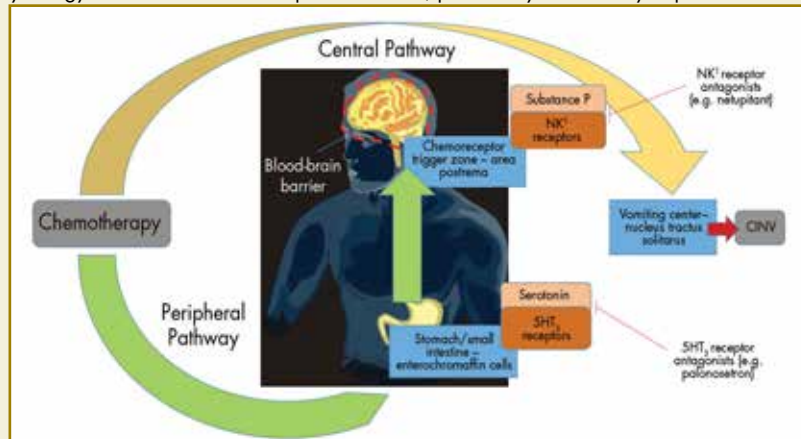 Central Pathway
Substance P
NK¹
receptors
NK¹ receptor
antagonists
(e.g. netupitant)
Chemoreceptor
trigger zone – area
postrema
Blood-brain
barrier
Chemotherapy
Vomiting center–
nucleus tractus
solitarus
CINV
Peripheral
Pathway
Serotonin
5HT₃
receptors
Stomach/small
intestine –
enterochromaffin cells
5HT₃ receptor
antagonists (e.g.
palonosetron)